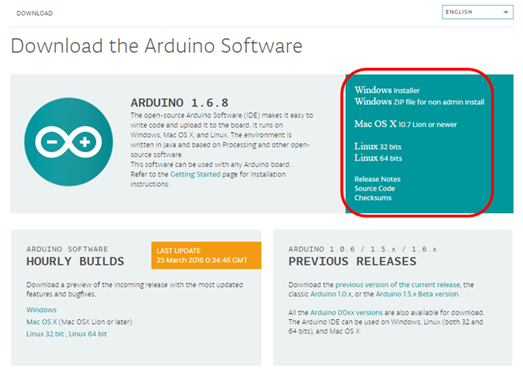 DOWNLOAD
ENGLISH
Download the Arduino Software
ARDUINO 1.6.8
The open-source Arduino Software (IDE) makes it easy to
write code and upload it to the board. It runs on
Windows, Mac OS X, and Linux. The environment is
written in Java and based on Processing and other open-
source software.
This software can be used with any Arduino board.
Refer to the Getting Started page for Installation
instructions.
Windows Installer
Windows ZIP file for non admin install
Mac OS X 10.7 Lion or newer
Linux 32 bits
Linux 64 bits
Release Notes
Source Code
Checksums
ARDUINO SOFTWARE
HOURLY BUILDS
LAST UPDATE
25 March 2016 0:34:46 GMT
Download a preview of the incoming release with the most updated
features and bugfixes.
Windows
Mac OS X (Mac OSX Lion or later)
Linux 32 bit , Linux 64 bit
ARDUINO 1.0.6 / 1.5.x / 1.6.x
PREVIOUS RELEASES
Download the previous version of the current release, the
classic Arduino 1.0.x, or the Arduino 1.5.x Beta version.
All the Arduino 00xx versions are also available for download.
The Arduino IDE can be used on Windows, Linux (both 32 and
64 bits), and Mac OS X.